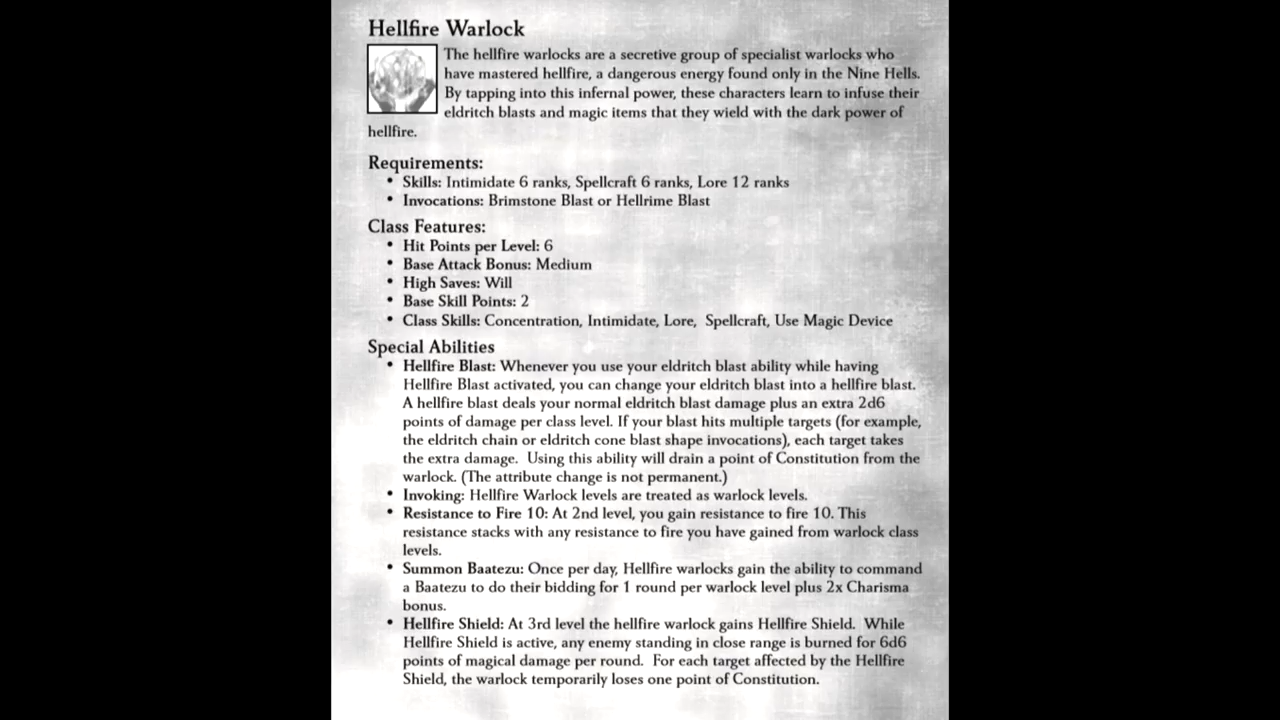 Hellfire Warlock
The hellfire warlocks are a secretive group of specialist warlocks who
have mastered hellfire, a dangerous energy found only in the Nine Hells.
By tapping into this infernal power, these characters learn to infuse their
eldritch blasts and magic items that they wield with the dark power of
hellfire.
Requirements:
• Skills: Intimidate 6 ranks, Spellcraft 6 ranks, Lore 12 ranks
• Invocations: Brimstone Blast or Hellrime Blast
Class Features:
• Hit Points per Level: 6
• Base Attack Bonus: Medium
• High Saves: Will
• Base Skill Points: 2
• Class Skills: Concentration, Intimidate, Lore,  Spellcraft, Use Magic Device
Special Abilities
• Hellfire Blast: Whenever you use your eldritch blast ability while having
Hellfire Blast activated, you can change your eldritch blast into a hellfire blast.
A hellfire blast deals your normal eldritch blast damage plus an extra 2d6
points of damage per class level. If your blast hits multiple targets (for example,
the eldritch chain or eldritch cone blast shape invocations), each target takes
the extra damage.  Using this ability will drain a point of Constitution from the
warlock. (The attribute change is not permanent.)
• Invoking: Hellfire Warlock levels are treated as warlock levels.
• Resistance to Fire 10: At 2nd level, you gain resistance to fire 10. This
resistance stacks with any resistance to fire you have gained from warlock class
levels.
• Summon Baatezu: Once per day, Hellfire warlocks gain the ability to command
a Baatezu to do their bidding for 1 round per warlock level plus 2x Charisma
bonus.
• Hellfire Shield: At 3rd level the hellfire warlock gains Hellfire Shield.  While
Hellfire Shield is active, any enemy standing in close range is burned for 6d6
points of magical damage per round.  For each target affected by the Hellfire
Shield, the warlock temporarily loses one point of Constitution.